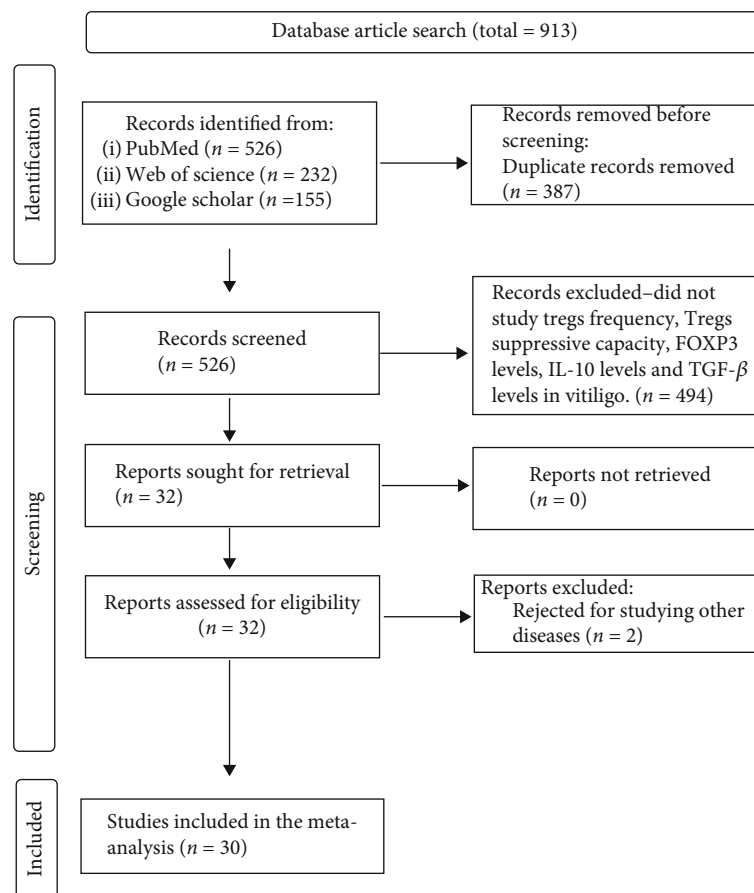 Database article search (total = 913)
Identification
Records identified from:
(i) PubMed (n = 526)
(ii) Web of science (n = 232)
(iii) Google scholar (n =155)
Records removed before
screening:
Duplicate records removed
(n = 387)
Screening
Records screened
(n = 526)
Records excluded–did not
study tregs frequency, Tregs
suppressive capacity, FOXP3
levels, IL-10 levels and TGF-β
levels in vitiligo. (n = 494)
Reports sought for retrieval
(n = 32)
Reports not retrieved
(n = 0)
Reports assessed for eligibility
(n = 32)
Reports excluded:
Rejected for studying other
diseases (n = 2)
Included
Studies included in the meta-
analysis (n = 30)